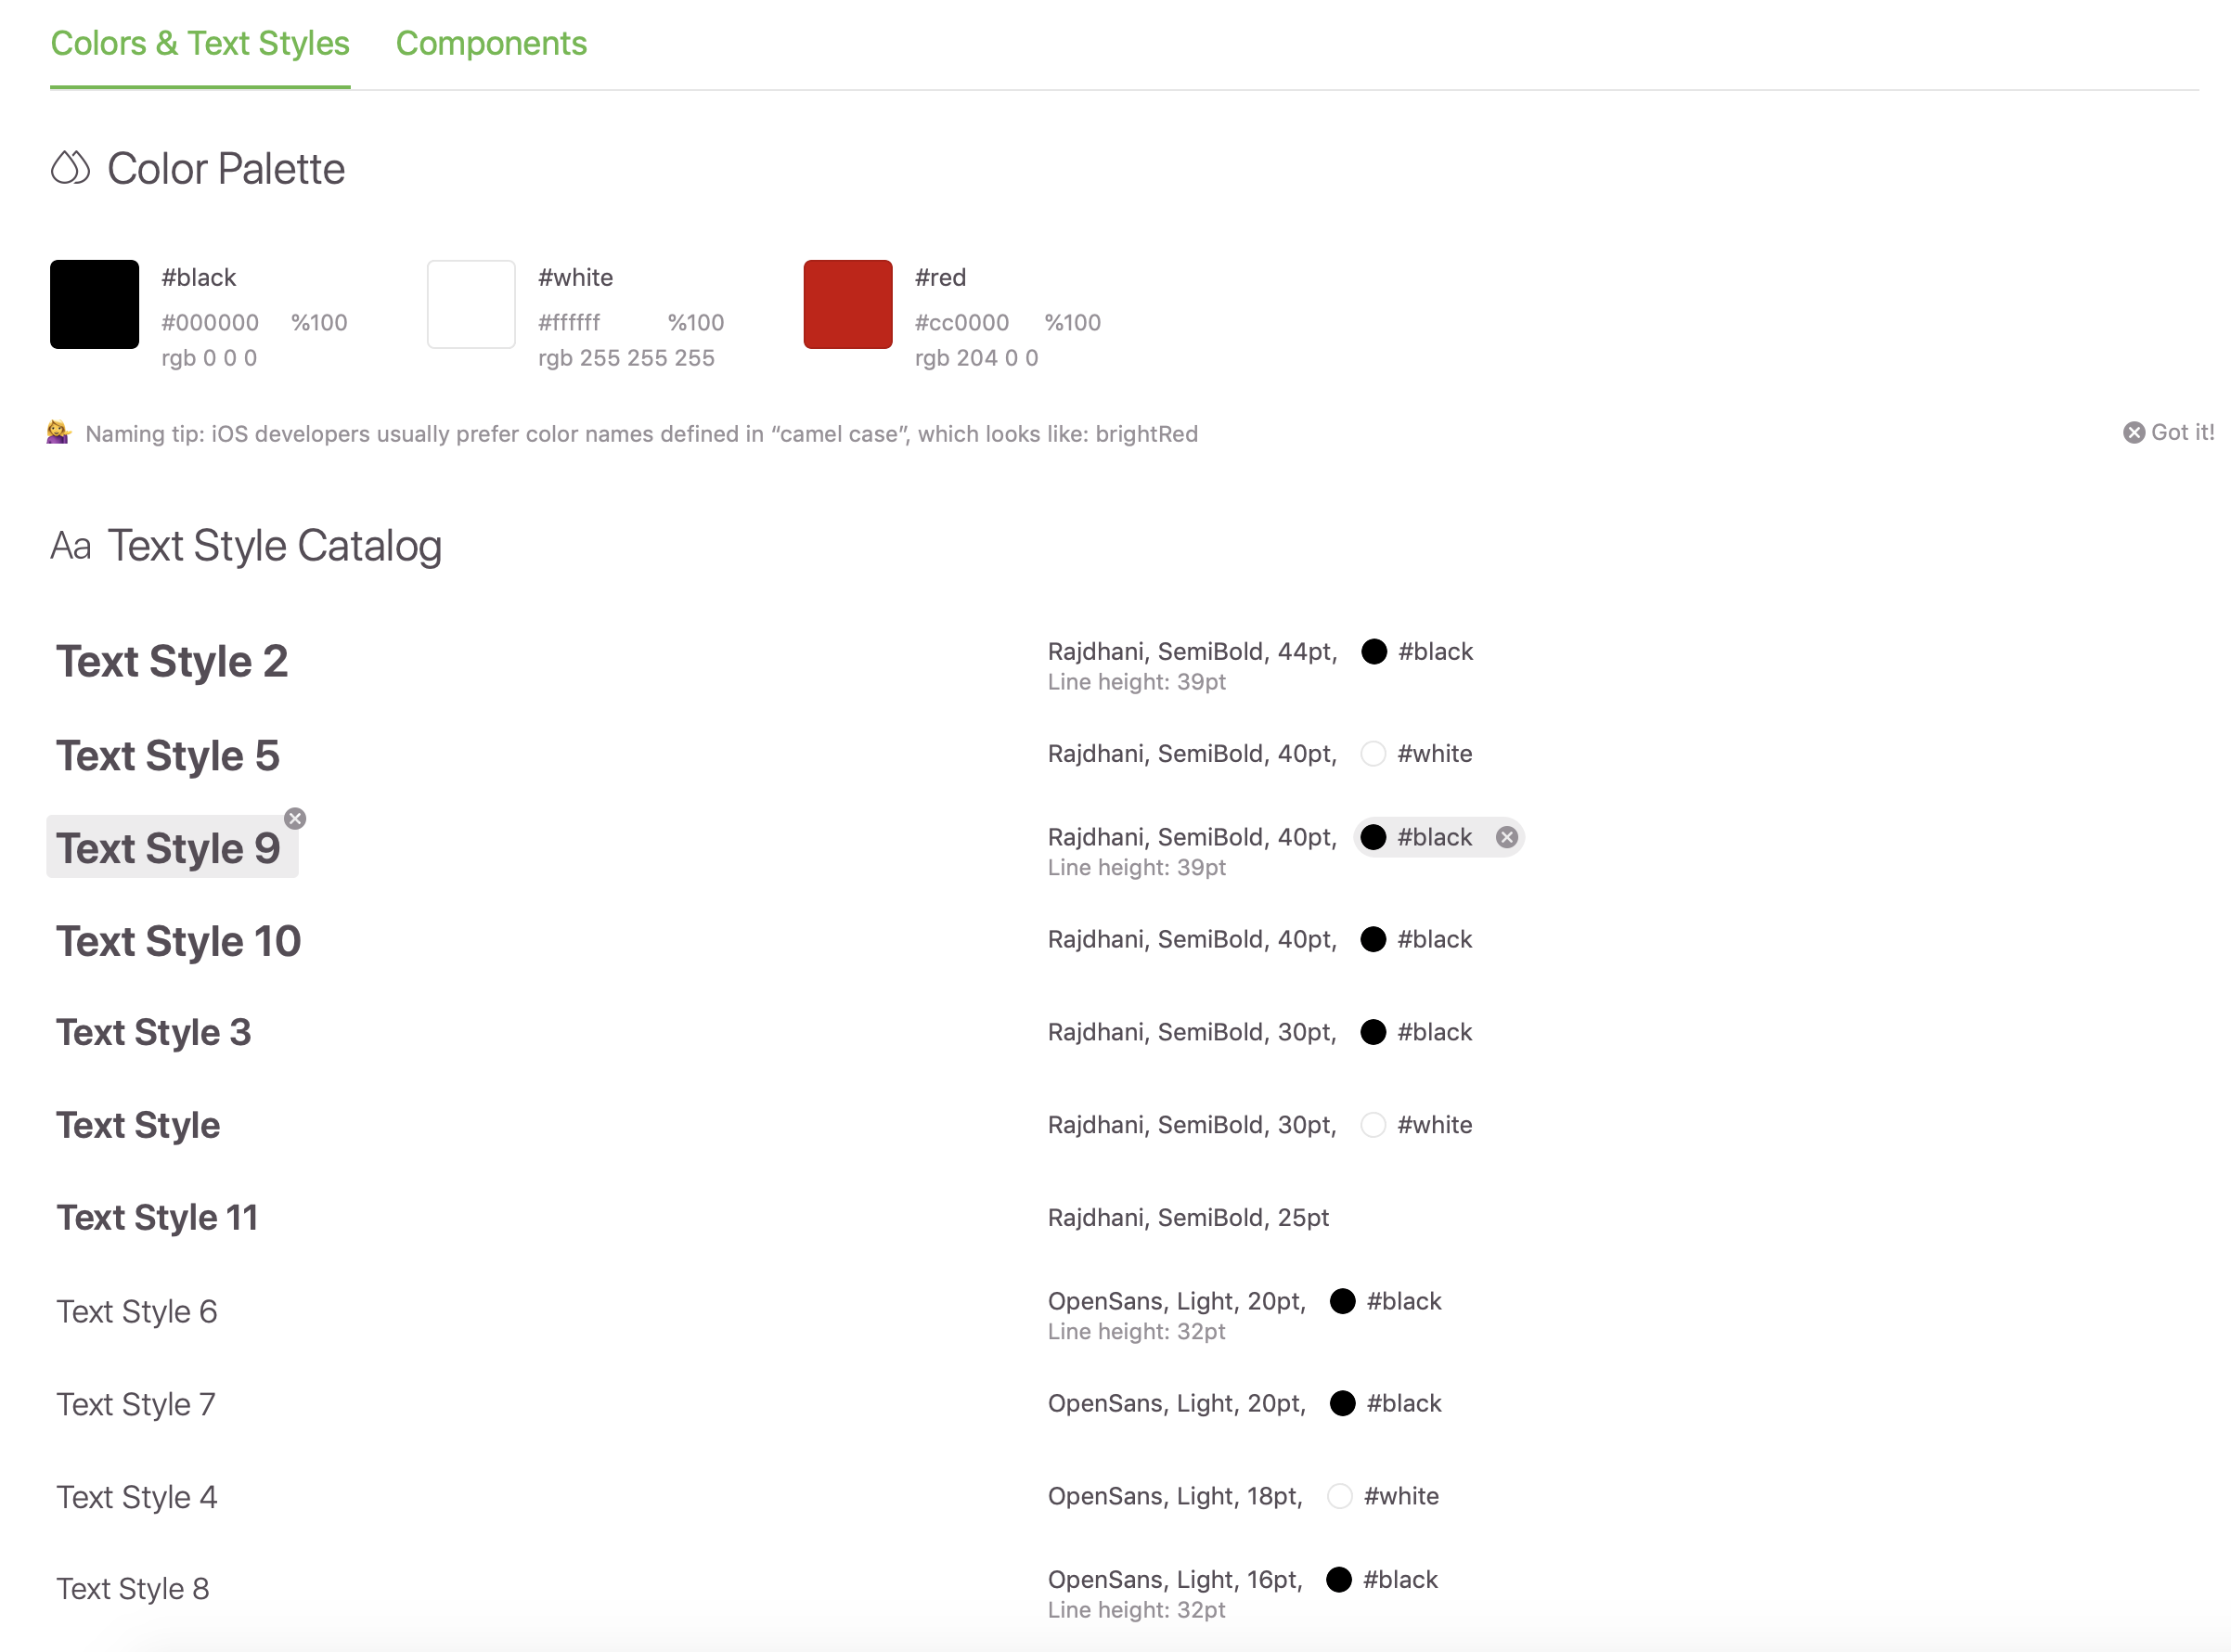 Colors & Text Styles Components
Color Palette
#black
#000000 %100
rgb 0 0 0
#white
#ffffff %100
rgb 255 255 255
#red
#cc0000 %100
rgb 204 0 0
Naming tip: iOS developers usually prefer color names defined in “camel case”, which looks like: brightRed
Got it!
Aa Text Style Catalog
Text Style 2
Rajdhani, SemiBold, 44pt, #black
Line height: 39pt
Text Style 5
Rajdhani, SemiBold, 40pt, #white
Text Style 9
Rajdhani, SemiBold, 40pt, #black
Line height: 39pt
Text Style 10
Rajdhani, SemiBold, 40pt, #black
Text Style 3
Rajdhani, SemiBold, 30pt, #black
Text Style
Rajdhani, SemiBold, 30pt, #white
Text Style 11
Rajdhani, SemiBold, 25pt
Text Style 6
OpenSans, Light, 20pt, #black
Line height: 32pt
Text Style 7
OpenSans, Light, 20pt, #black
Text Style 4
OpenSans, Light, 18pt, #white
Text Style 8
OpenSans, Light, 16pt, #black
Line height: 32pt